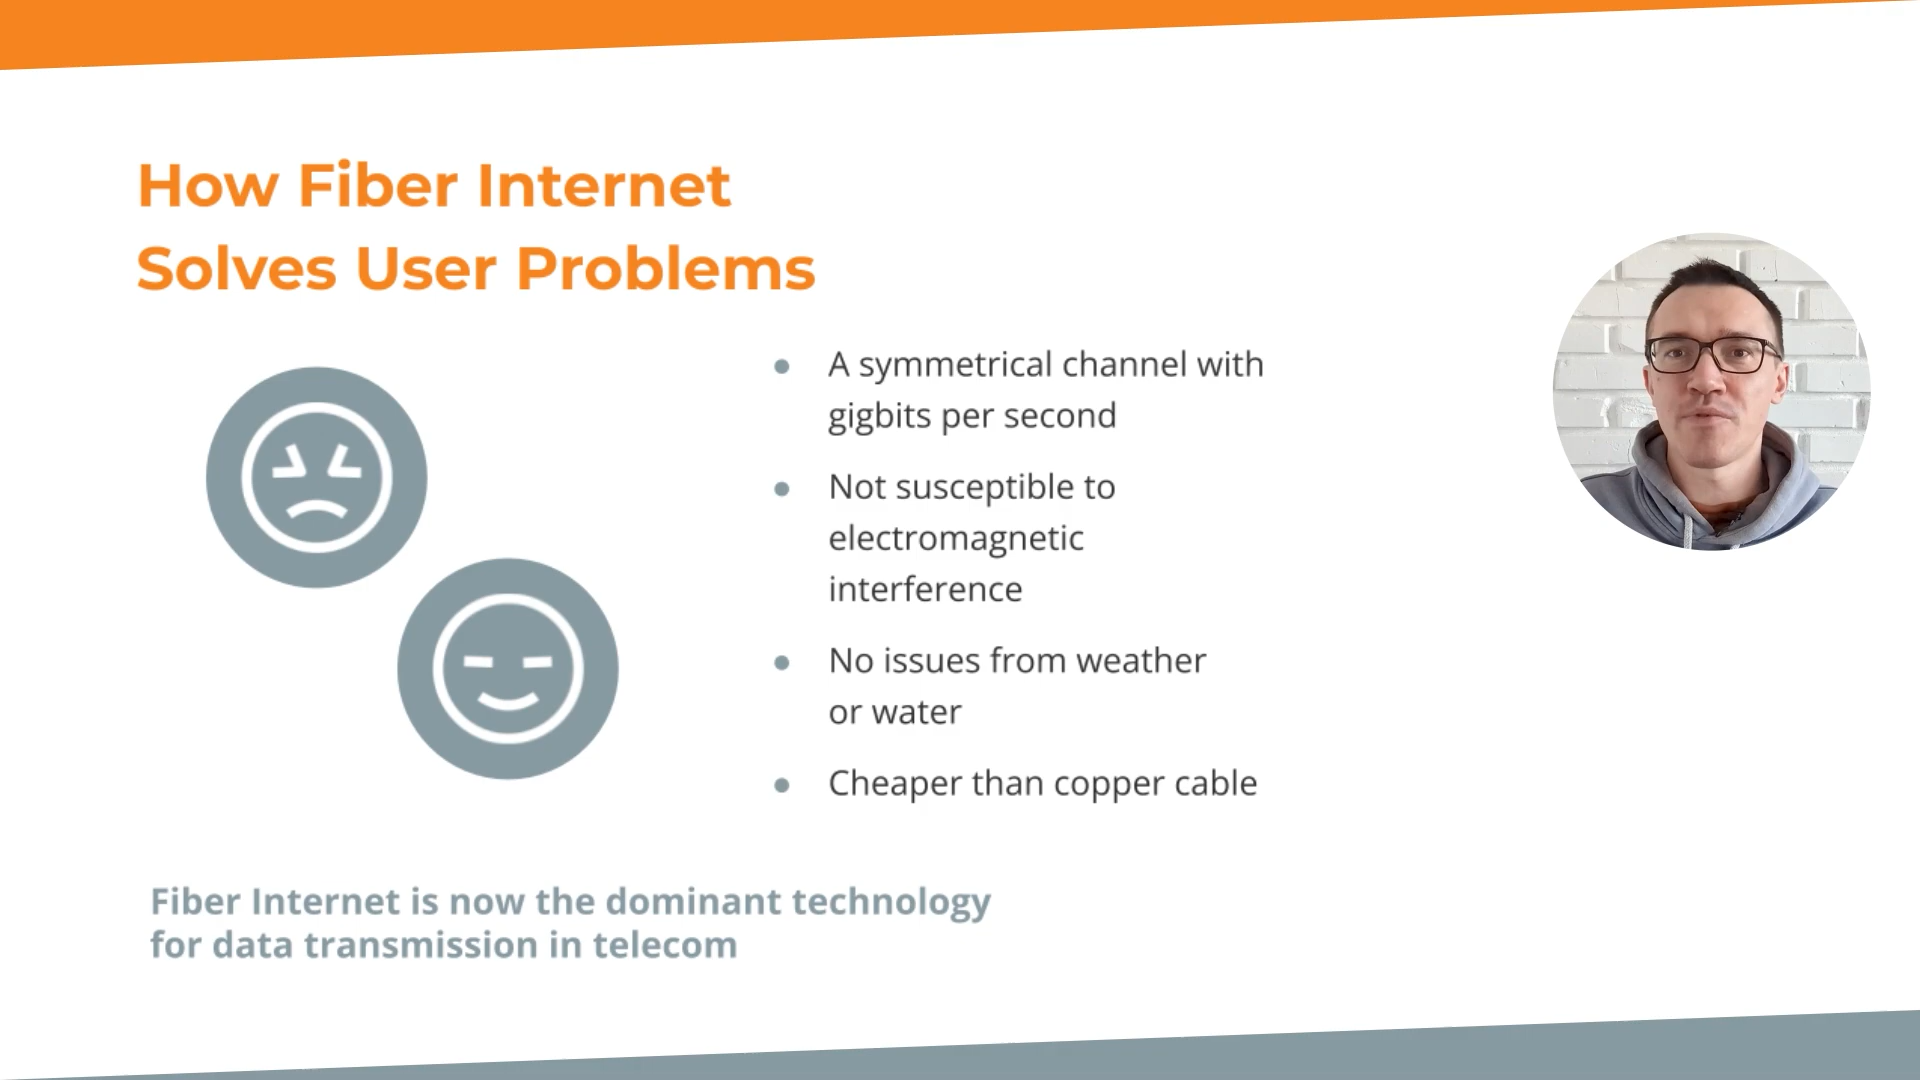 How Fiber Internet
Solves User Problems
● A symmetrical channel with
gigbits per second
● Not susceptible to
electromagnetic
interference
● No issues from weather
or water
● Cheaper than copper cable
Fiber Internet is now the dominant technology
for data transmission in telecom